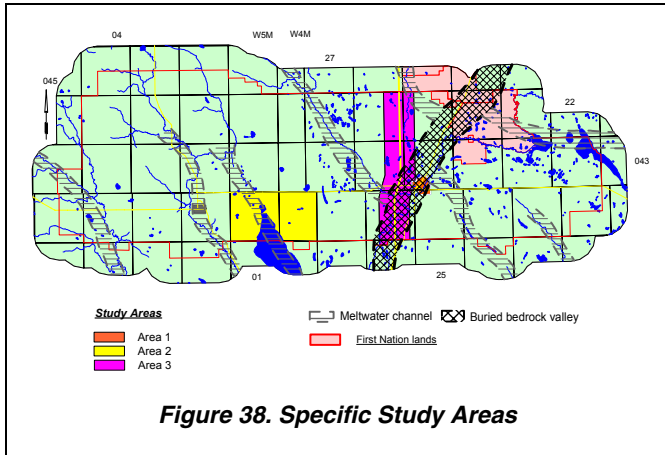 04
W5M W4M
27
045
22
043
01
25
Study Areas
Area 1
Area 2
Area 3
Meltwater channel
Buried bedrock valley
First Nation lands
Figure 38. Specific Study Areas